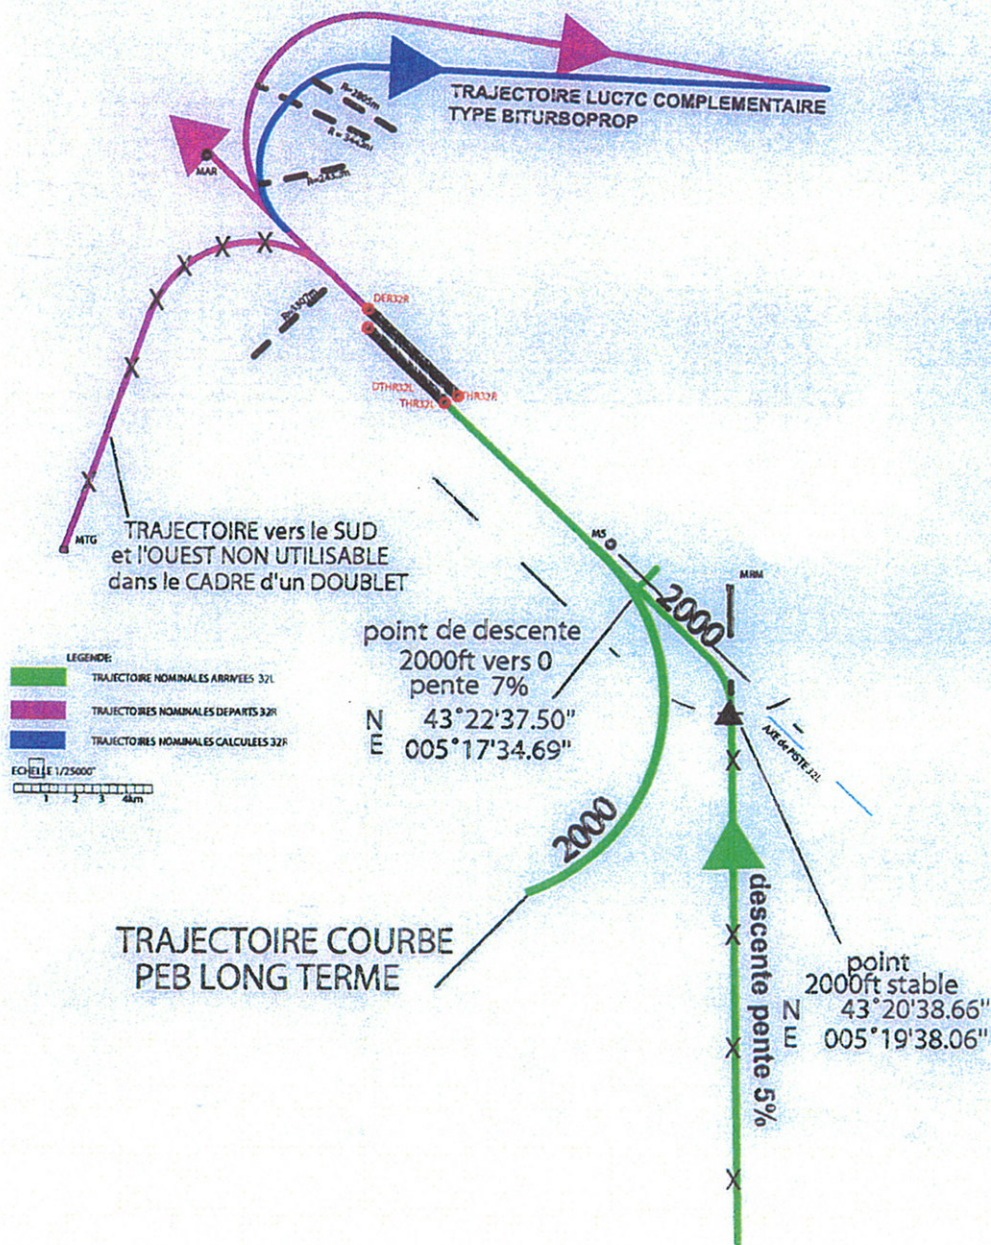 TRAJECTOIRE LUC7C COMPLEMENTAIRE
TYPE BITURBOPROP
R=2805m
MAR
DER32R
DTHR32L
THR32L
THR32R
MTG
TRAJECTOIRE vers le SUD
et l'OUEST NON UTILISABLE
dans le CADRE d'un DOUBLET
MS
MRM
2000
point de descente
2000ft vers 0
pente 7%
N 43°22'37.50"
E 005°17'34.69"
LEGENDE:
TRAJECTOIRE NOMINALES ARRIVEES 32L
TRAJECTOIRES NOMINALES DEPARTS 32R
TRAJECTOIRES NOMINALES CALCULEES 32R
ECHELLE 1/25000°
1 2 3 4km
AXE de PISTE 32L
2000
TRAJECTOIRE COURBE
PEB LONG TERME
descente pente 5%
point
2000ft stable
N 43°20'38.66"
E 005°19'38.06"